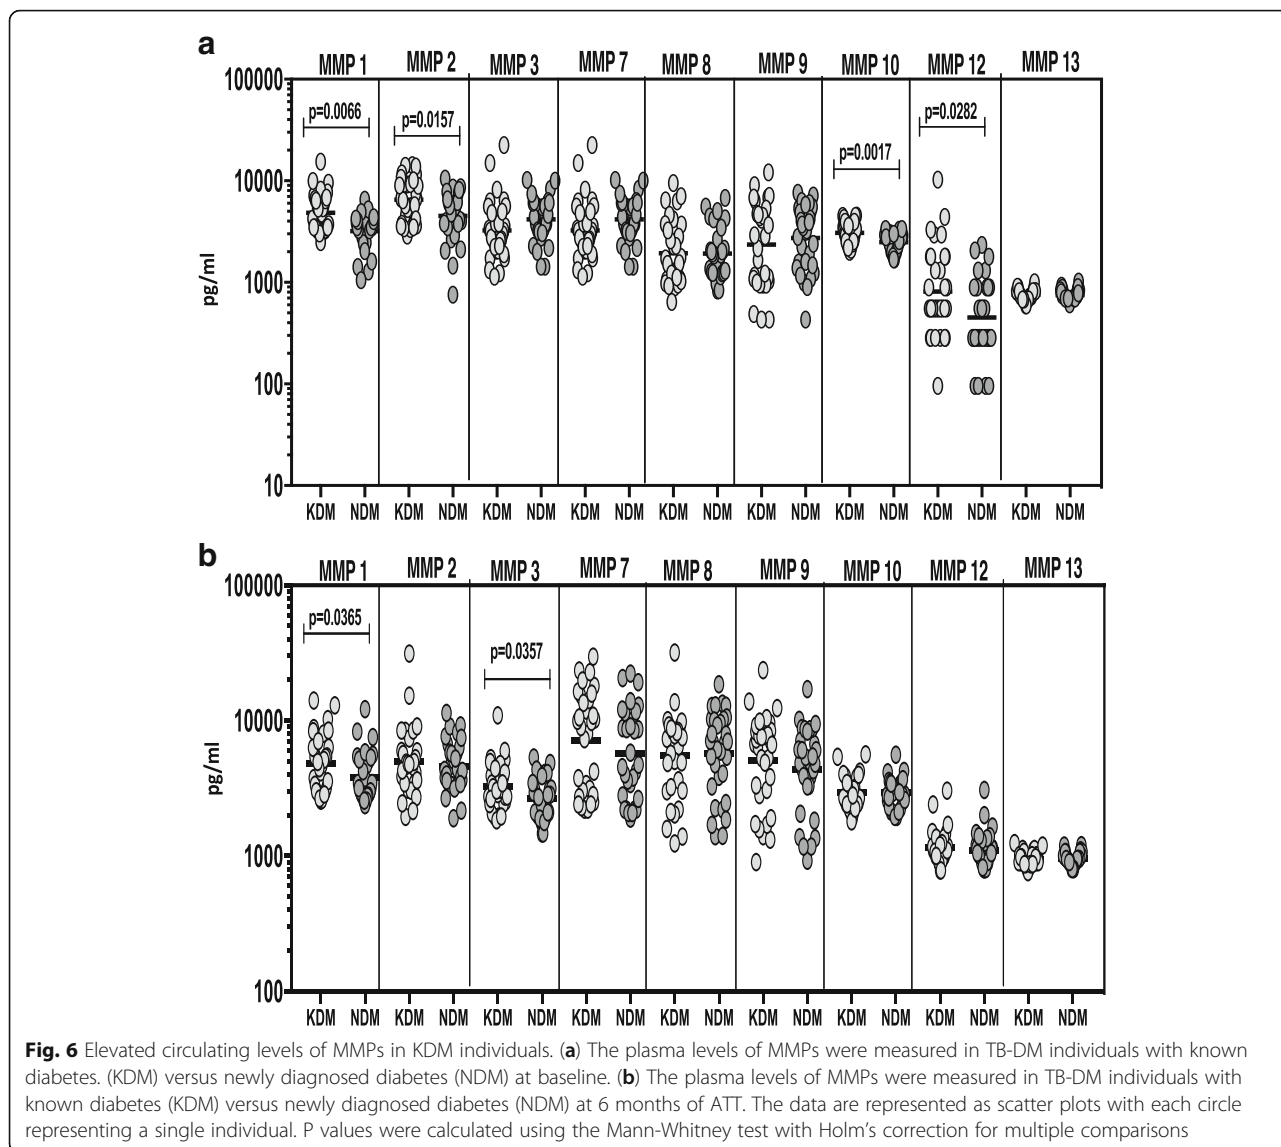 a
MMP 1 MMP 2 MMP 3 MMP 7 MMP 8 MMP 9 MMP 10 MMP 12 MMP 13
100000
p=0.0066 p=0.0157 p=0.0282
p=0.0017
10000
1000
100
10
pg/ml
KDM NDM KDM NDM KDM NDM KDM NDM KDM NDM KDM NDM KDM NDM KDM NDM KDM NDM
b
MMP 1 MMP 2 MMP 3 MMP 7 MMP 8 MMP 9 MMP 10 MMP 12 MMP 13
100000
p=0.0365
p=0.0357
10000
1000
100
pg/ml
KDM NDM KDM NDM KDM NDM KDM NDM KDM NDM KDM NDM KDM NDM KDM NDM KDM NDM
Fig. 6 Elevated circulating levels of MMPs in KDM individuals. (a) The plasma levels of MMPs were measured in TB-DM individuals with known
diabetes. (KDM) versus newly diagnosed diabetes (NDM) at baseline. (b) The plasma levels of MMPs were measured in TB-DM individuals with
known diabetes (KDM) versus newly diagnosed diabetes (NDM) at 6 months of ATT. The data are represented as scatter plots with each circle
representing a single individual. P values were calculated using the Mann-Whitney test with Holm's correction for multiple comparisons